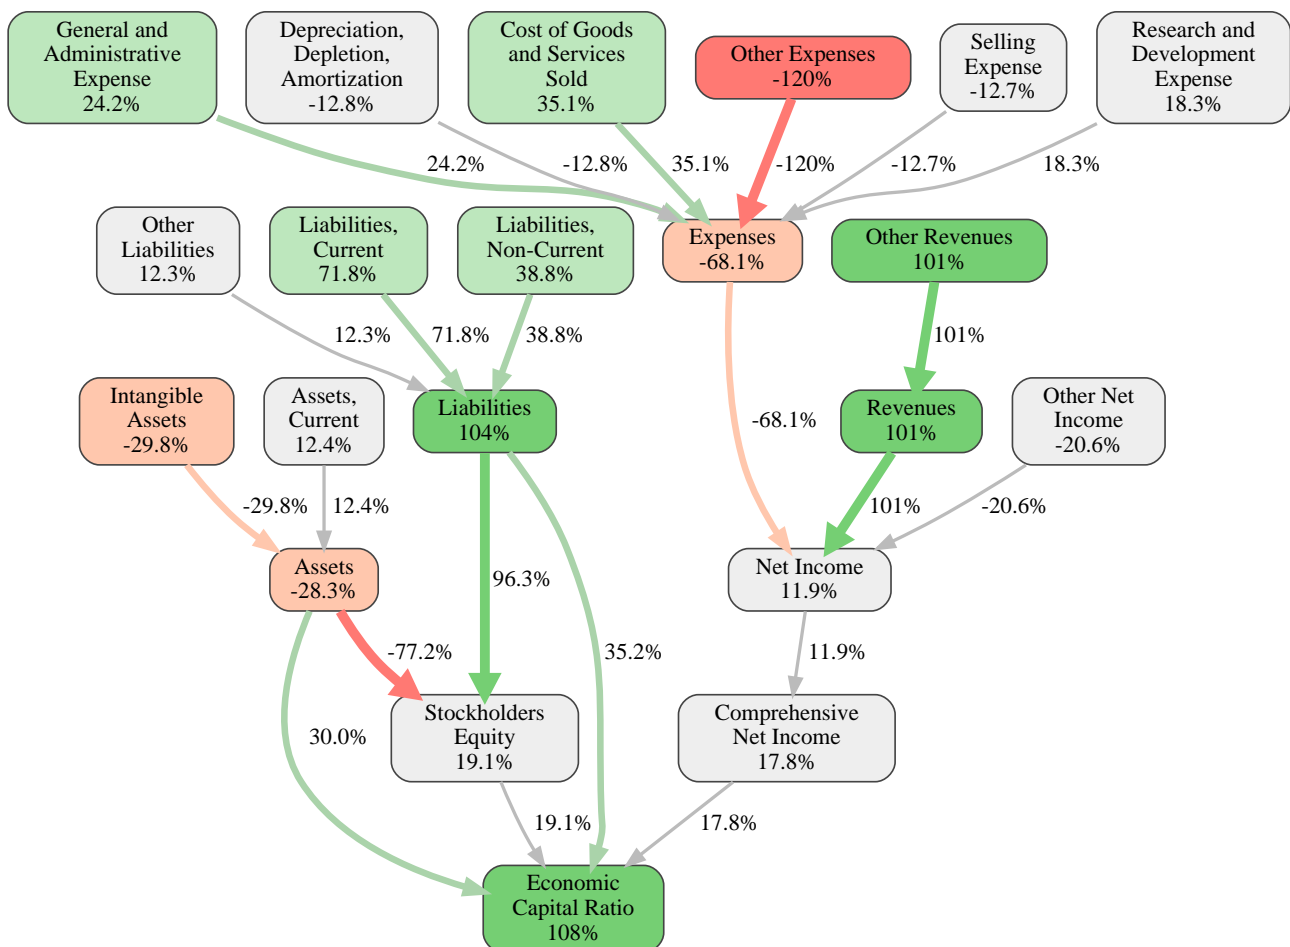 General and
Administrative
Expense
24.2%
Depreciation,
Depletion,
Amortization
-12.8%
Cost of Goods
and Services
Sold
35.1%
Other Expenses
-120%
Selling
Expense
-12.7%
Research and
Development
Expense
18.3%
24.2%
-12.8%
35.1%
-120%
-12.7%
18.3%
Other
Liabilities
12.3%
Liabilities,
Current
71.8%
Liabilities,
Non-Current
38.8%
Expenses
-68.1%
Other Revenues
101%
12.3%
71.8%
38.8%
101%
Intangible
Assets
-29.8%
Assets,
Current
12.4%
Liabilities
104%
-68.1%
Revenues
101%
Other Net
Income
-20.6%
-29.8%
12.4%
101%
-20.6%
Assets
-28.3%
96.3%
Net Income
11.9%
-77.2%
35.2%
11.9%
30.0%
Stockholders
Equity
19.1%
Comprehensive
Net Income
17.8%
19.1%
17.8%
Economic
Capital Ratio
108%